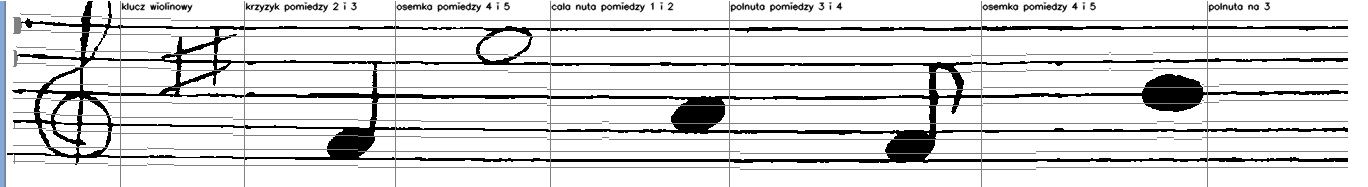 klucz wiolinowy krzyzyk pomiedzy 2 i 3 osemka pomiedzy 4 i 5 cala nuta pomiedzy 1 i 2 polnuta pomiedzy 3 i 4 osemka pomiedzy 4 i 5 polnuta na 3